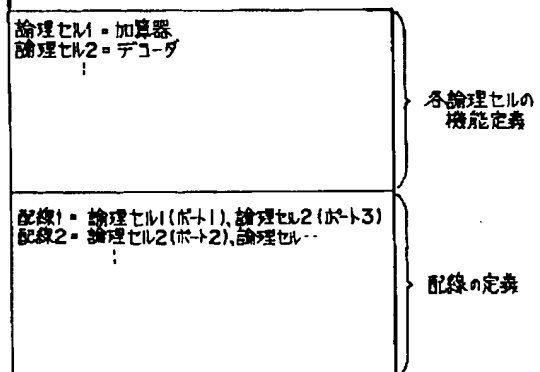 論理セル1 = 加算器
論理セル2 = デコーダ
各論理セルの
機能定義
配線1 = 論理セル1(ポート1), 論理セル2(ポート3)
配線2 = 論理セル2(ポート2), 論理セル‥
配線の定義